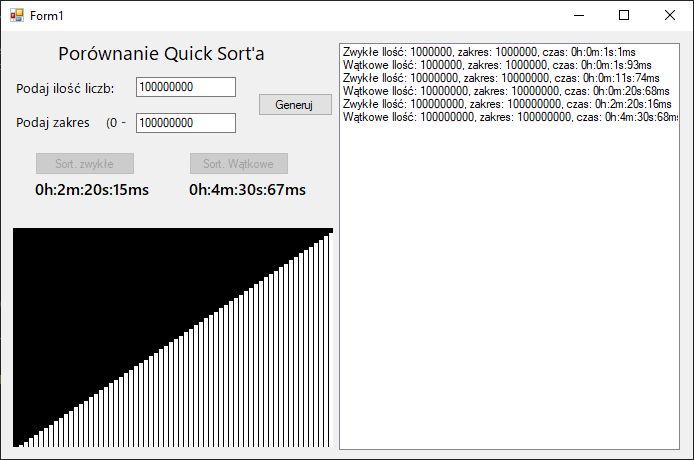 Form1
Porównanie Quick Sort'a
Podaj ilość liczb:
100000000
Generuj
Podaj zakres (0 -
100000000
Sort. zwykłe
Sort. Wątkowe
0h:2m:20s:15ms
0h:4m:30s:67ms
Zwykłe Ilość: 1000000, zakres: 1000000, czas: 0h:0m:1s:1ms
Wątkowe Ilość: 1000000, zakres: 1000000, czas: 0h:0m:1s:93ms
Zwykłe Ilość: 10000000, zakres: 10000000, czas: 0h:0m:11s:74ms
Wątkowe Ilość: 10000000, zakres: 10000000, czas: 0h:0m:20s:68ms
Zwykłe Ilość: 100000000, zakres: 100000000, czas: 0h:2m:20s:16ms
Wątkowe Ilość: 100000000, zakres: 100000000, czas: 0h:4m:30s:68ms